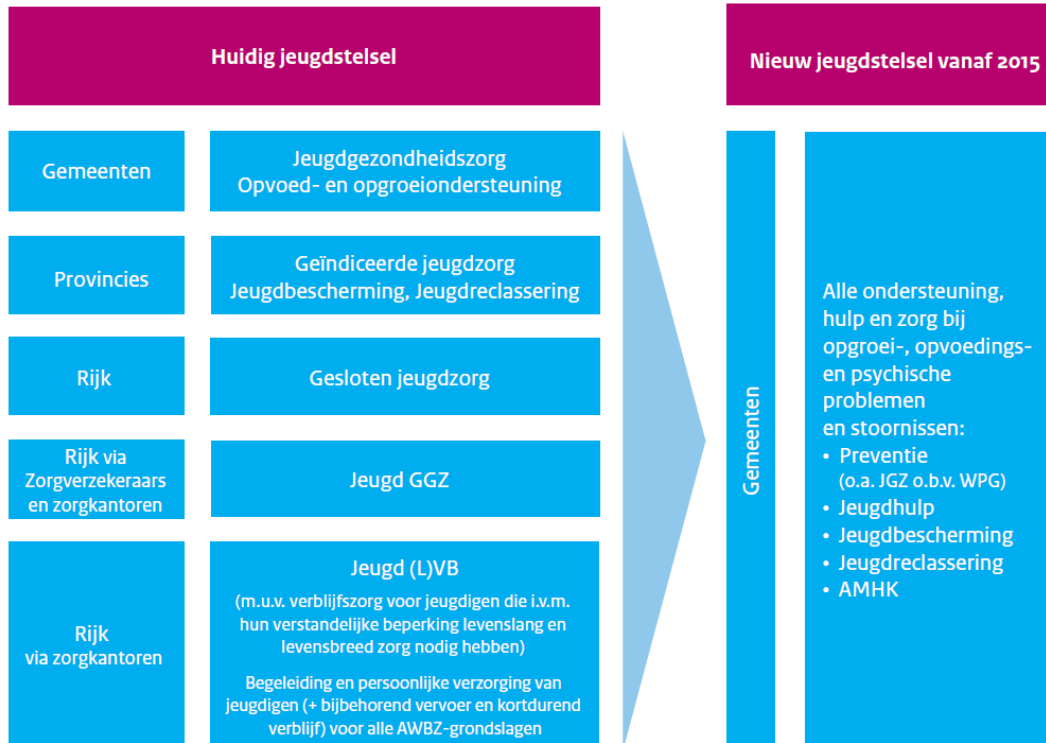 Huidig jeugdstelsel
Nieuw jeugdstelsel vanaf 2015
Gemeenten
Jeugdgezondheidszorg
Opvoed- en opgroeiondersteuning
Provincies
Geïndiceerde jeugdzorg
Jeugdbescherming, Jeugdreclassering
Rijk
Gesloten jeugdzorg
Rijk via
Zorgverzekeraars
en zorgkantoren
Jeugd GGZ
Rijk
via zorgkantoren
Jeugd (L)VB
(m.u.v. verblijfszorg voor jeugdigen die i.v.m.
hun verstandelijke beperking levenslang en
levensbreed zorg nodig hebben)
Begeleiding en persoonlijke verzorging van
jeugdigen (+ bijbehorend vervoer en kortdurend
verblijf) voor alle AWBZ-grondslagen
Gemeenten
Alle ondersteuning,
hulp en zorg bij
opgroei-, opvoedings-
en psychische
problemen
en stoornissen:
• Preventie
(o.a. JGZ o.b.v. WPG)
• Jeugdhulp
• Jeugdbescherming
• Jeugdreclassering
• AMHK